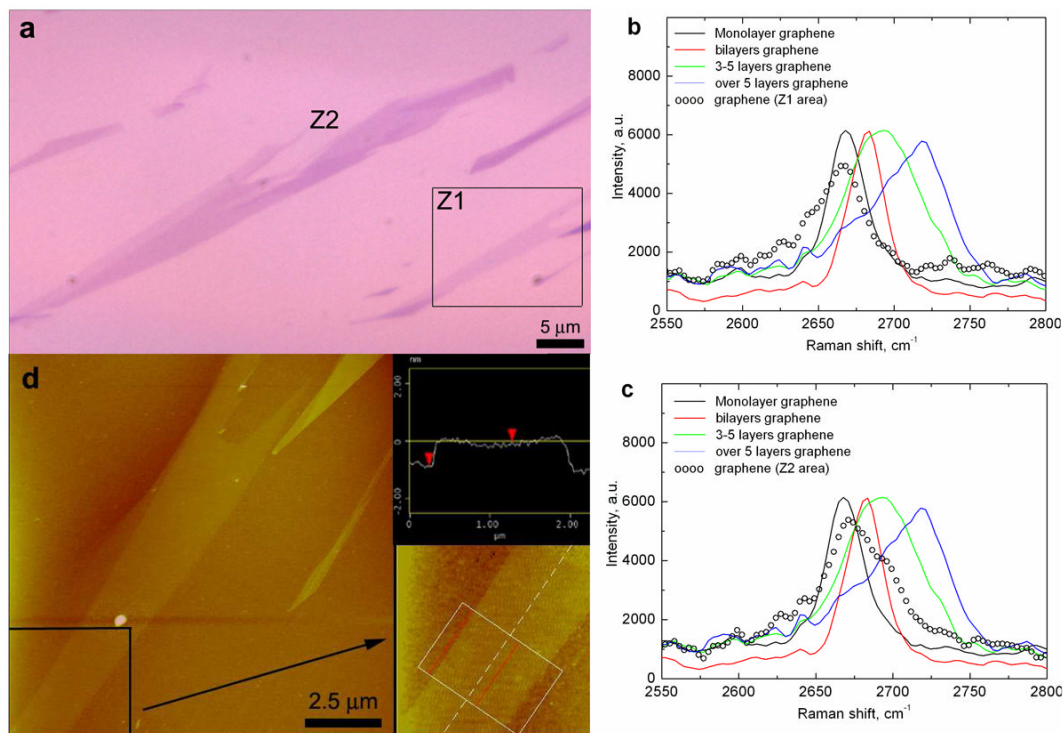 a
Z2
Z1
5 μm
b
Monolayer graphene
bilayers graphene
3-5 layers graphene
over 5 layers graphene
graphene (Z1 area)
8000
6000
4000
2000
0
Intensity, a.u.
2550 2600 2650 2700 2750 2800
Raman shift, cm-1
d
2.5 μm
nm
2.00
0
-2.00
0 1.00 2.00
μm
c
Monolayer graphene
bilayers graphene
3-5 layers graphene
over 5 layers graphene
graphene (Z2 area)
8000
6000
4000
2000
0
Intensity, a.u.
2550 2600 2650 2700 2750 2800
Raman shift, cm-1